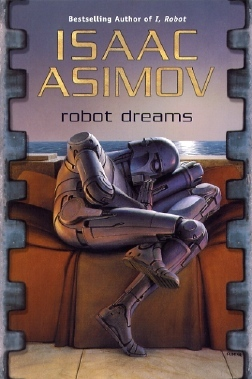 Bestselling Author of I, Robot
ISAAC
ASIMOV
robot dreams